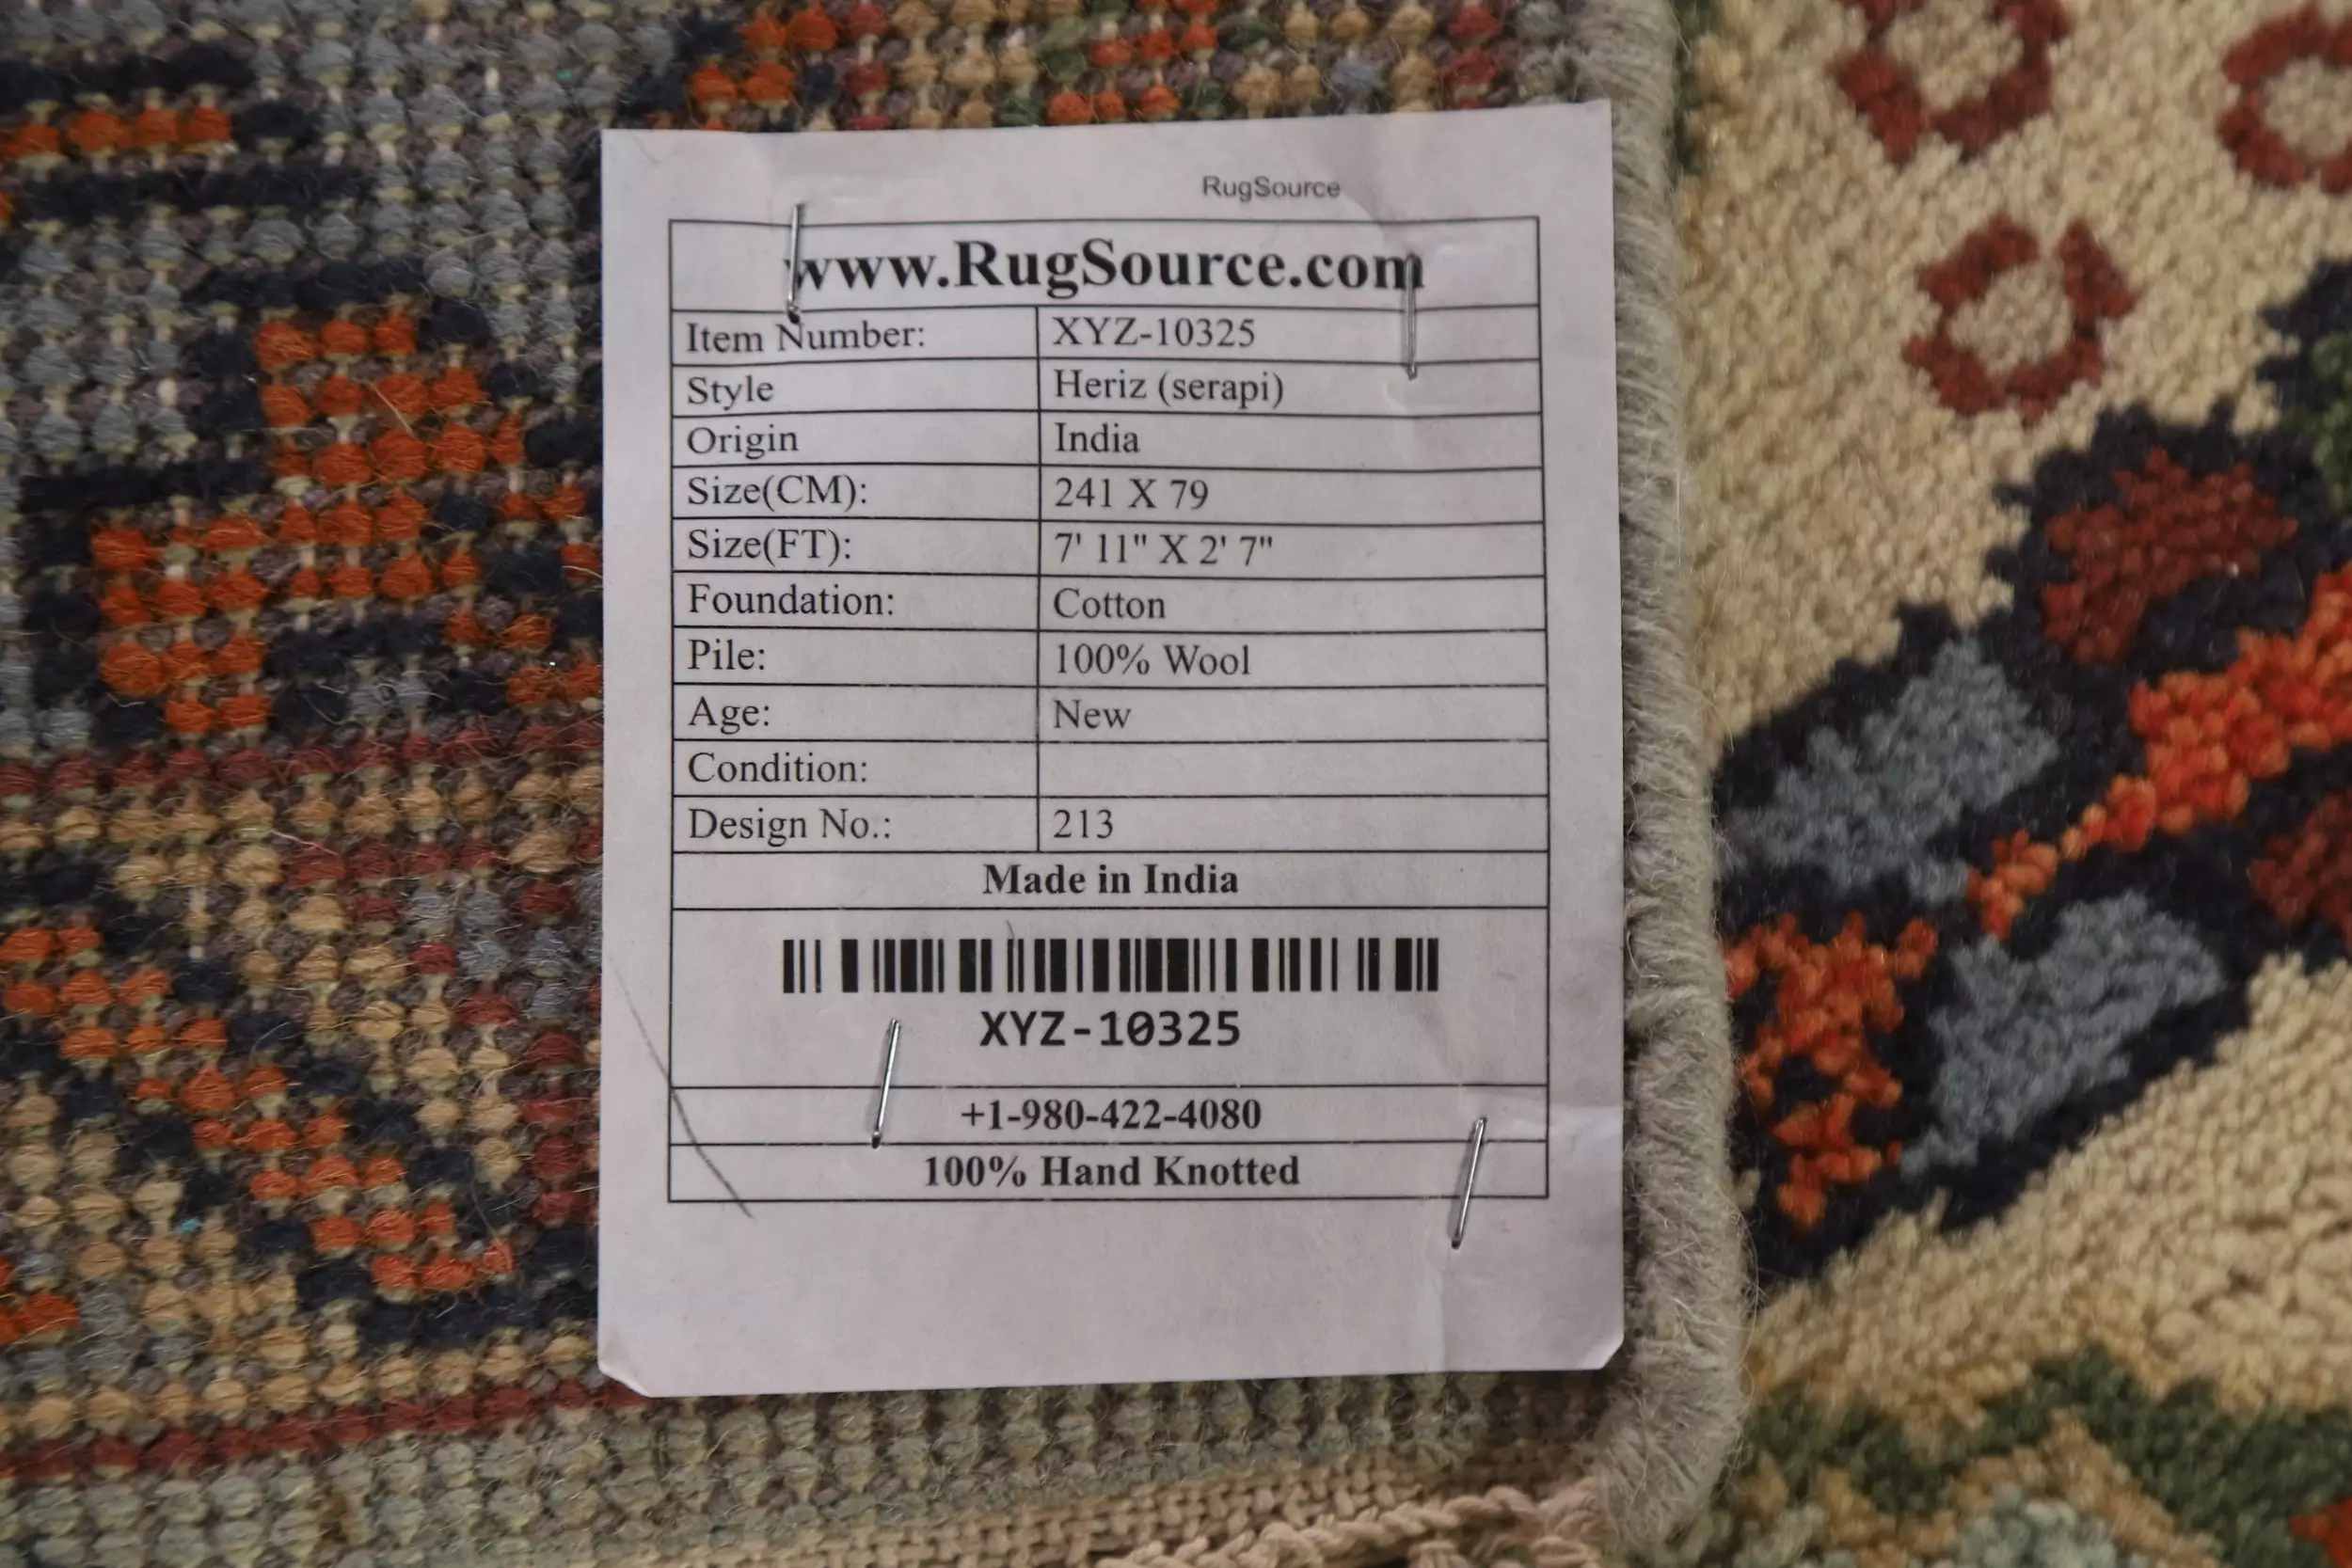 RugSource
www.RugSource.com
Item Number: XYZ-10325
Style Heriz (serapi)
Origin India
Size(CM): 241 X 79
Size(FT): 7' 11" X 2' 7"
Foundation: Cotton
Pile: 100% Wool
Age: New
Condition:
Design No.: 213
Made in India
XYZ-10325
+1-980-422-4080
100% Hand Knotted